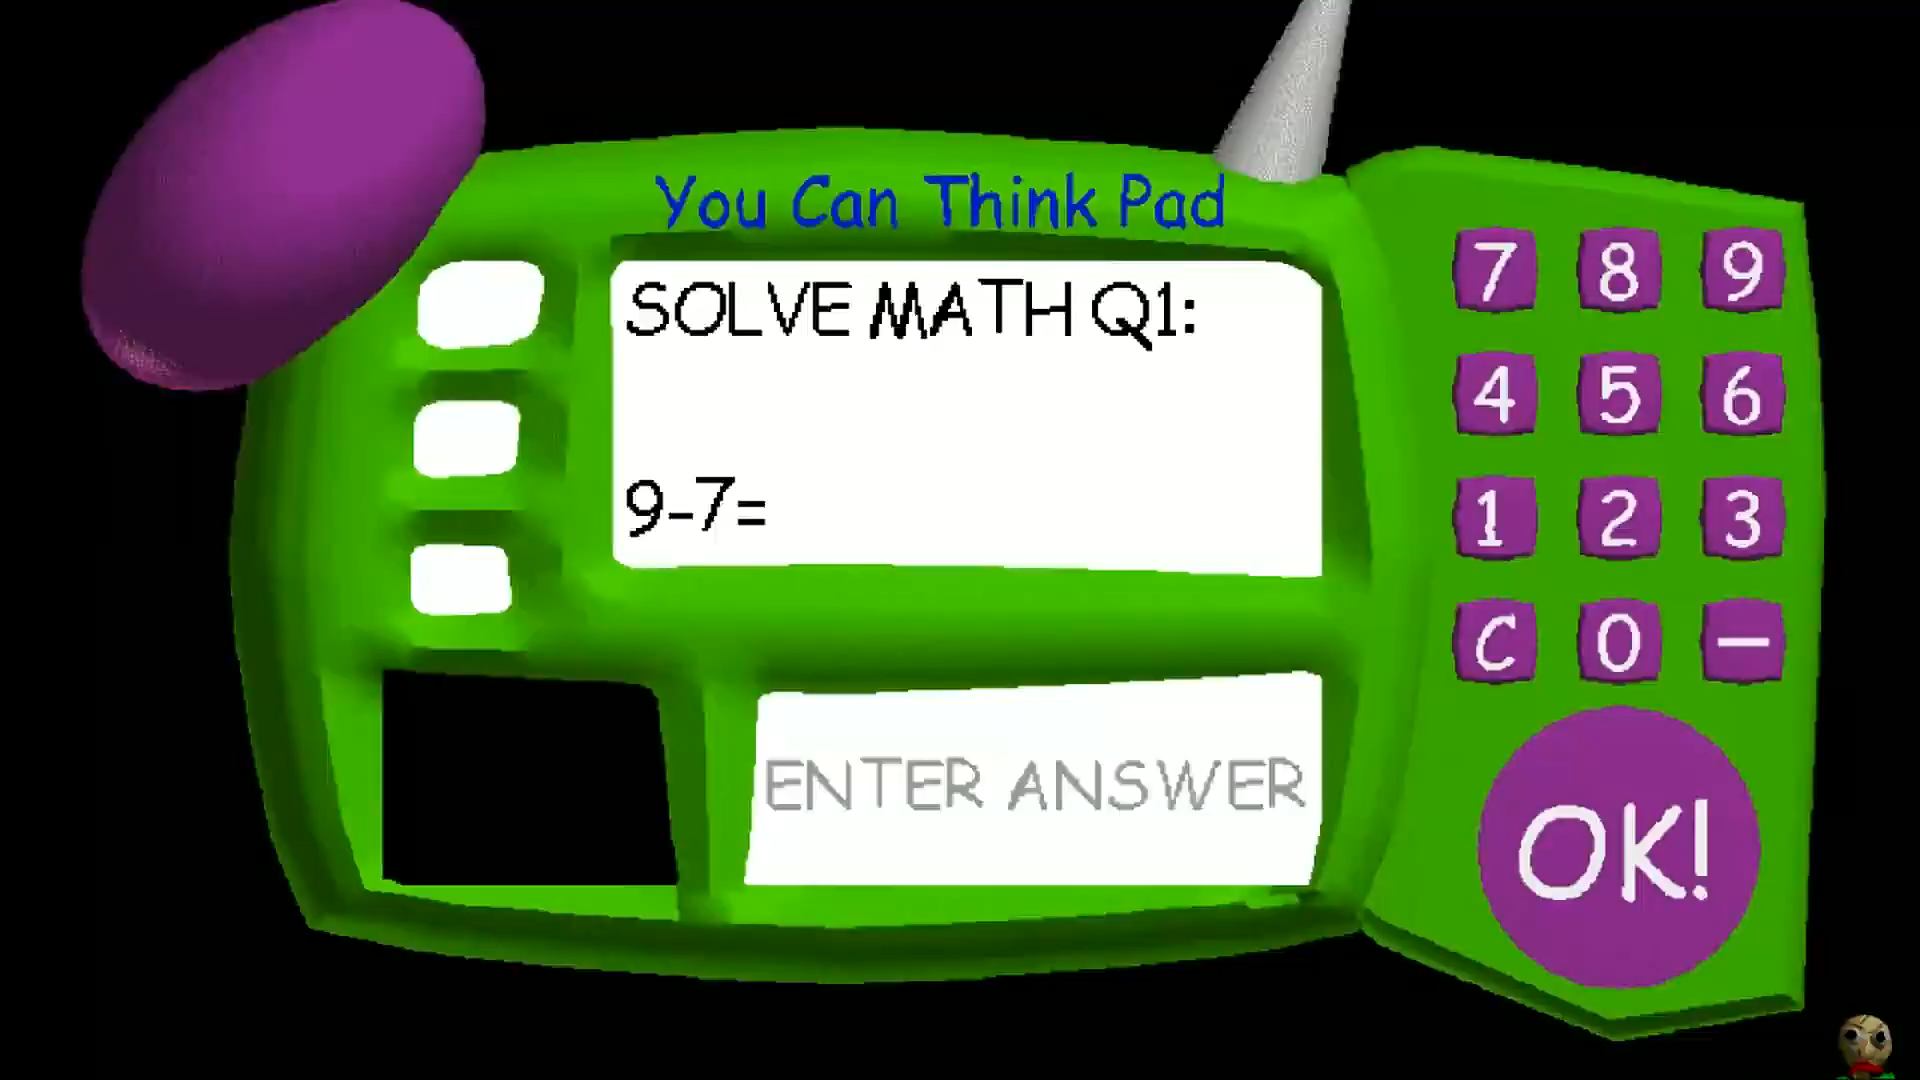 You Can Think Pad
SOLVE MATH Q1:
9-7=
ENTER ANSWER
7 8 9
4 5 6
1 2 3
C 0 —
OK!